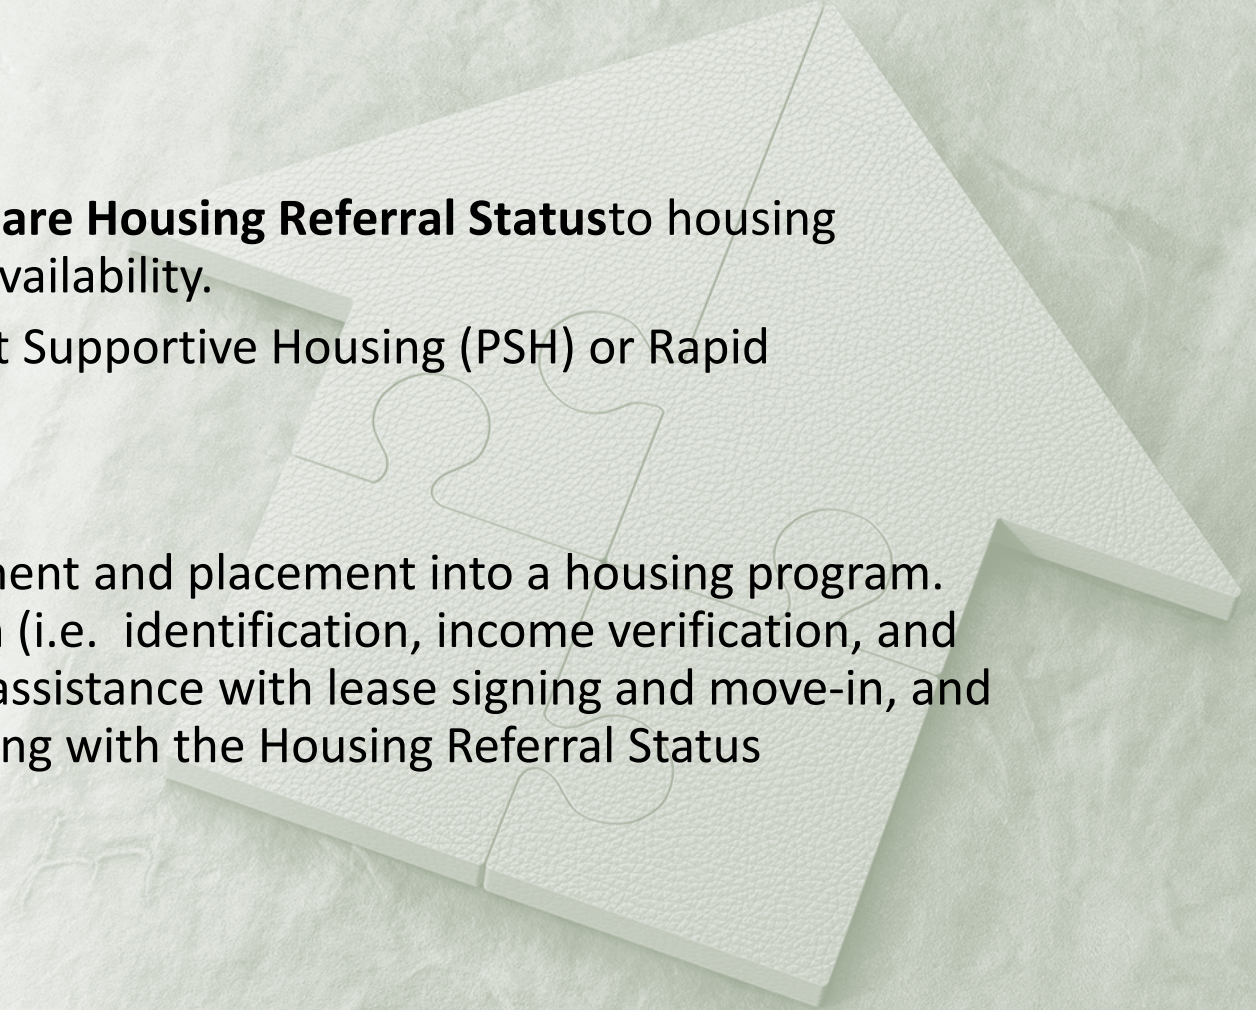 are Housing Referral Statusto housing
vailability.
t Supportive Housing (PSH) or Rapid
ent and placement into a housing program.
(i.e.  identification, income verification, and
assistance with lease signing and move-in, and
ng with the Housing Referral Status